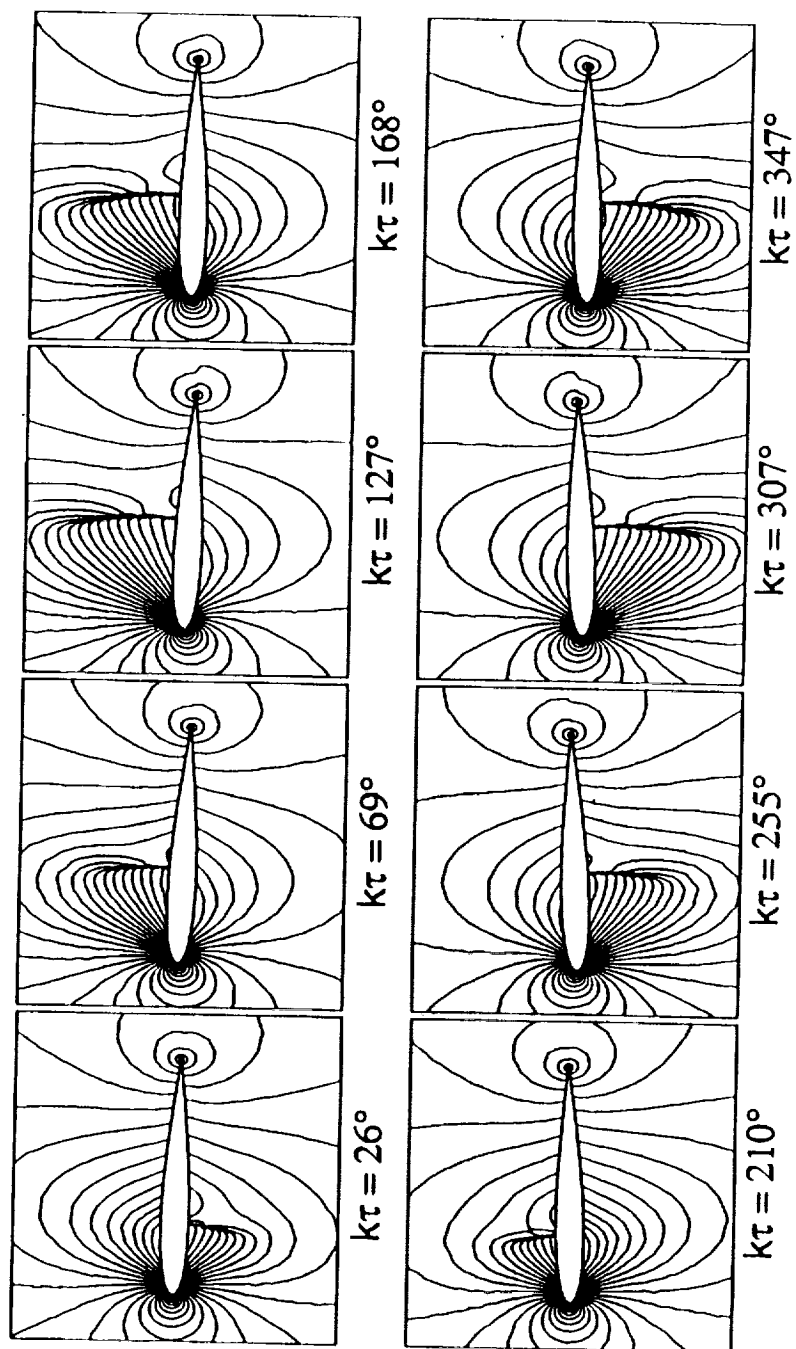 kτ = 26°
kτ = 69°
kτ = 127°
kτ = 168°
kτ = 210°
kτ = 255°
kτ = 307°
kτ = 347°